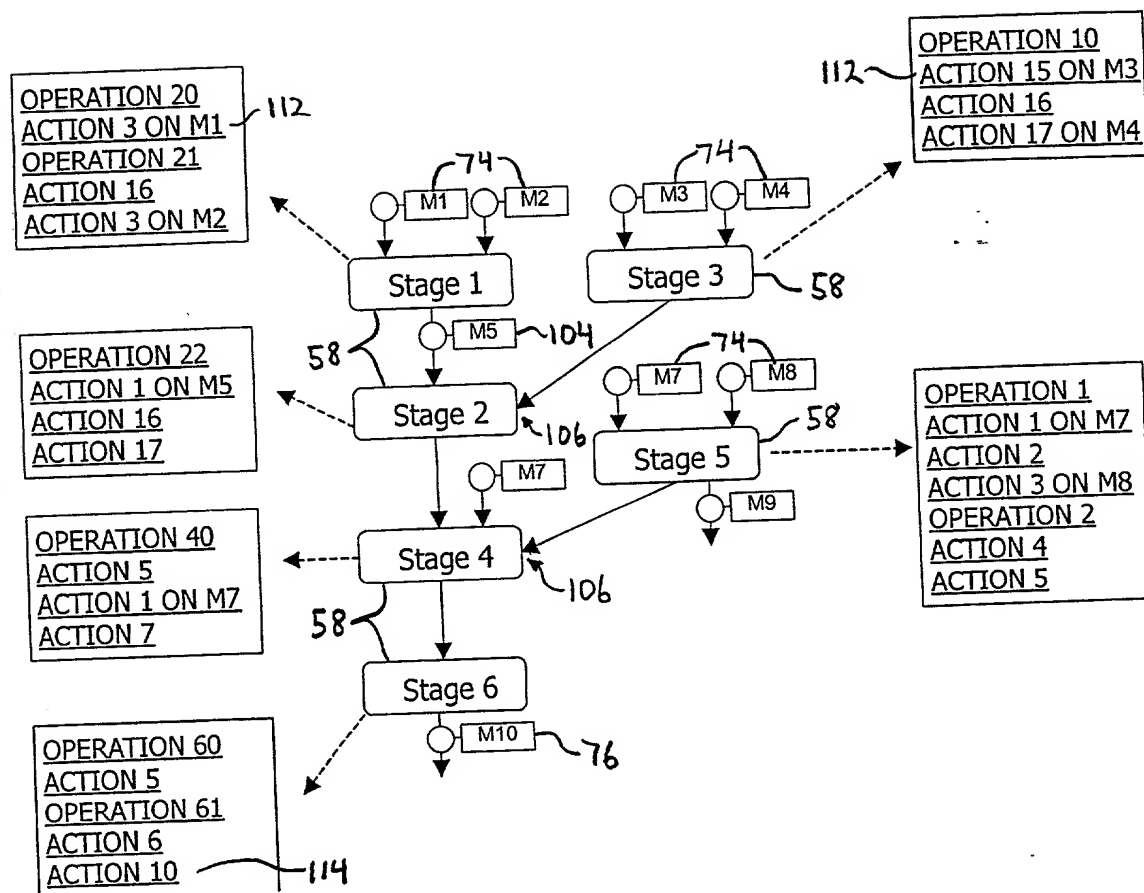 OPERATION 10
ACTION 15 ON M3
ACTION 16
ACTION 17 ON M4
112
OPERATION 20
ACTION 3 ON M1
OPERATION 21
ACTION 16
ACTION 3 ON M2
112
74
M1
M2
74
M3
M4
Stage 1
Stage 3
58
58
M5
104
OPERATION 22
ACTION 1 ON M5
ACTION 16
ACTION 17
Stage 2
106
74
M7
M8
Stage 5
58
OPERATION 1
ACTION 1 ON M7
ACTION 2
ACTION 3 ON M8
OPERATION 2
ACTION 4
ACTION 5
M7
M9
OPERATION 40
ACTION 5
ACTION 1 ON M7
ACTION 7
Stage 4
106
58
Stage 6
M10
76
OPERATION 60
ACTION 5
OPERATION 61
ACTION 6
ACTION 10
114